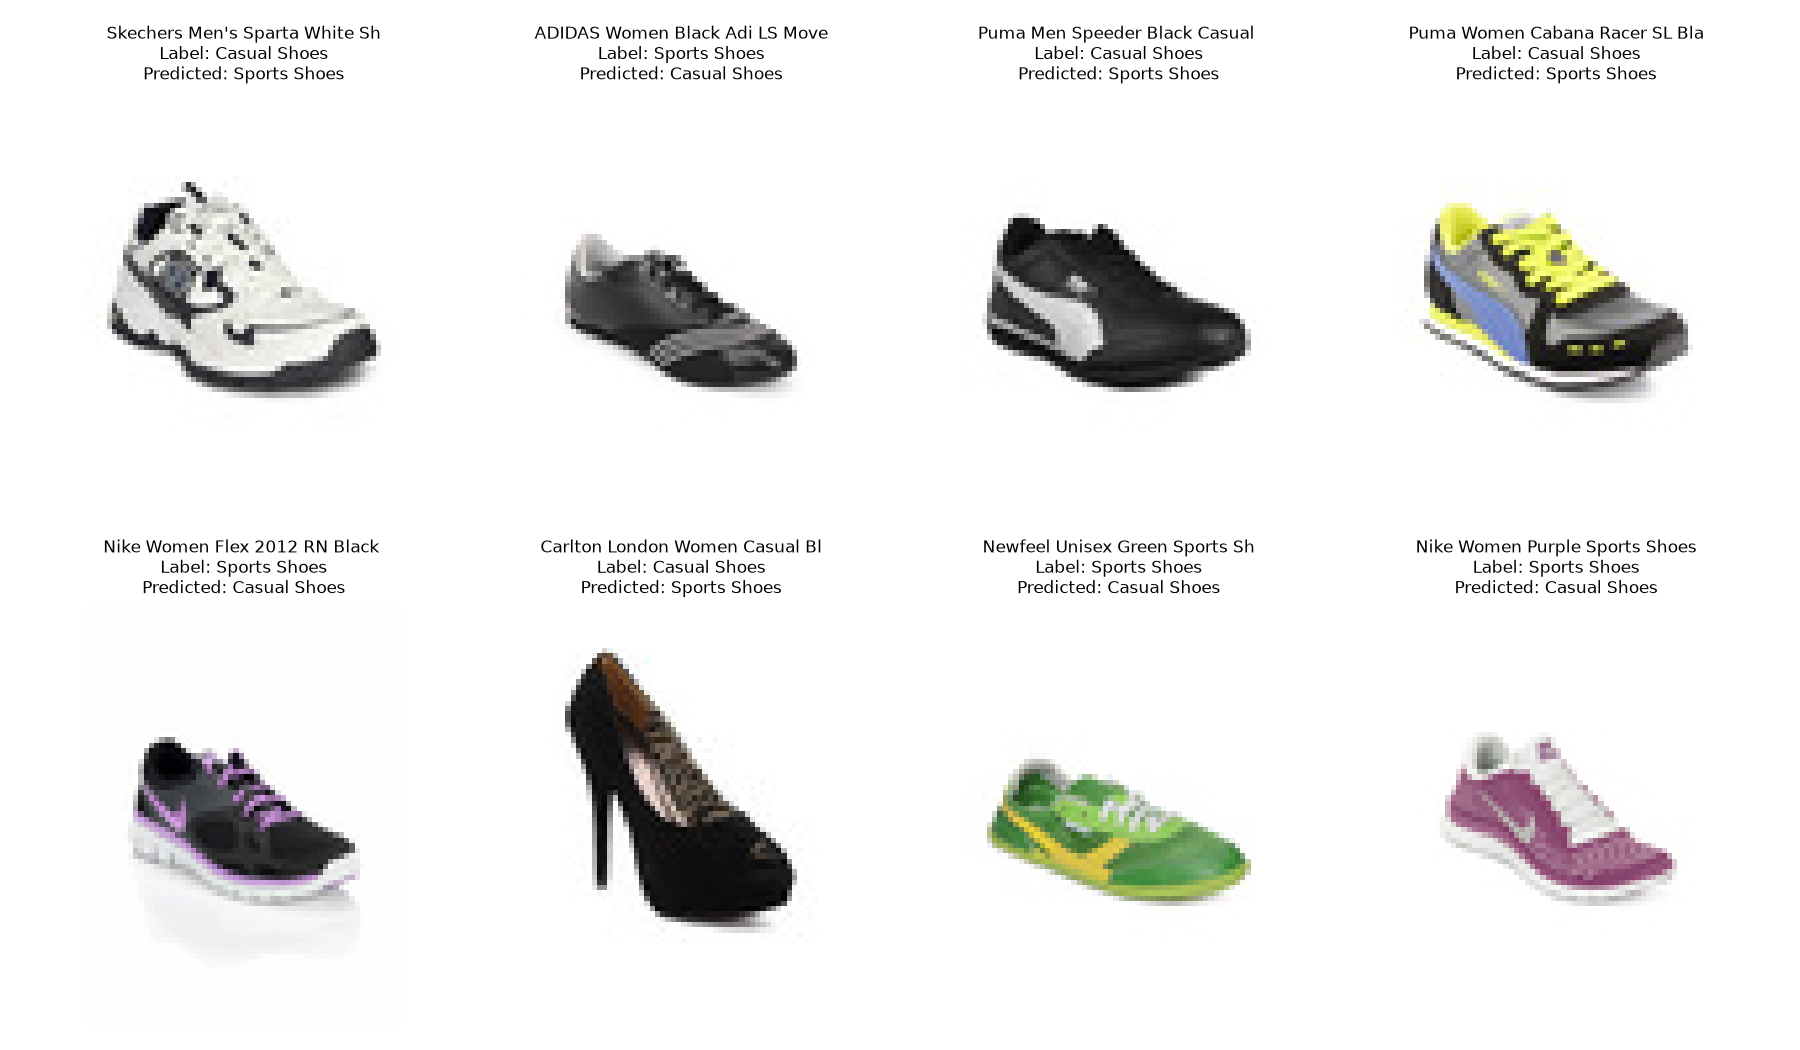 Skechers Men's Sparta White Sh
Label: Casual Shoes
Predicted: Sports Shoes
ADIDAS Women Black Adi LS Move
Label: Sports Shoes
Predicted: Casual Shoes
Puma Men Speeder Black Casual
Label: Casual Shoes
Predicted: Sports Shoes
Puma Women Cabana Racer SL Bla
Label: Casual Shoes
Predicted: Sports Shoes
Nike Women Flex 2012 RN Black
Label: Sports Shoes
Predicted: Casual Shoes
Carlton London Women Casual Bl
Label: Casual Shoes
Predicted: Sports Shoes
Newfeel Unisex Green Sports Sh
Label: Sports Shoes
Predicted: Casual Shoes
Nike Women Purple Sports Shoes
Label: Sports Shoes
Predicted: Casual Shoes